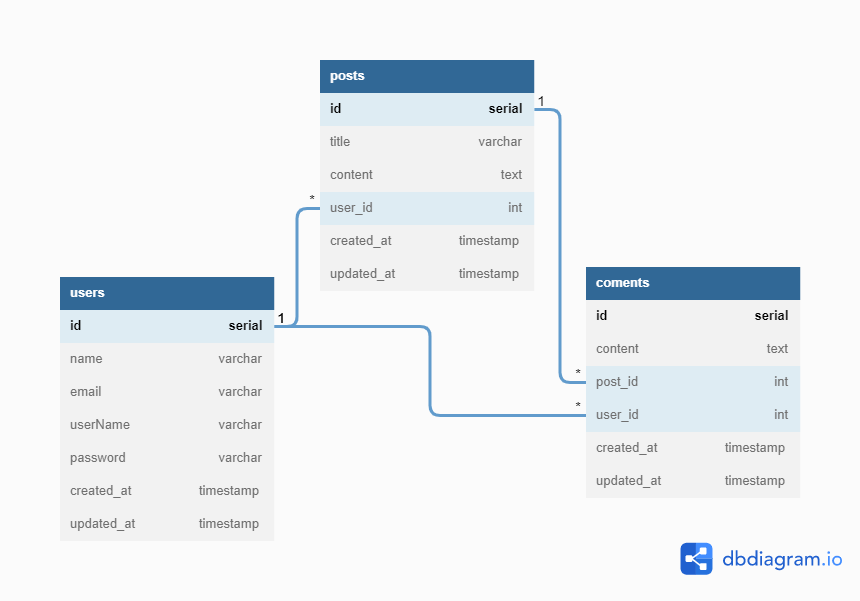 posts
id serial
title varchar
content text
user_id int
created_at timestamp
updated_at timestamp
1
*
users
id serial
name varchar
email varchar
userName varchar
password varchar
created_at timestamp
updated_at timestamp
1
coments
id serial
content text
post_id int
user_id int
created_at timestamp
updated_at timestamp
*
*
dbdiagram.io